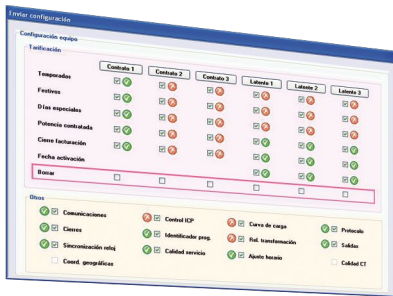 Enviar configuración
Configuración equipo
Tarificación
Contrato 1 Contrato 2 Contrato 3 Latente 1 Latente 2 Latente 3
Temporadas
Festivos
Días especiales
Potencia contratada
Cierre facturación
Fecha activación
Borrar
Otros
Comunicaciones Control ICP Curva de carga Protocolo
Cierres Identificador prog. Rel. transformación Salidas
Sincronización reloj Calidad servicio Ajuste horario Calidad CT
Coord. geográficas